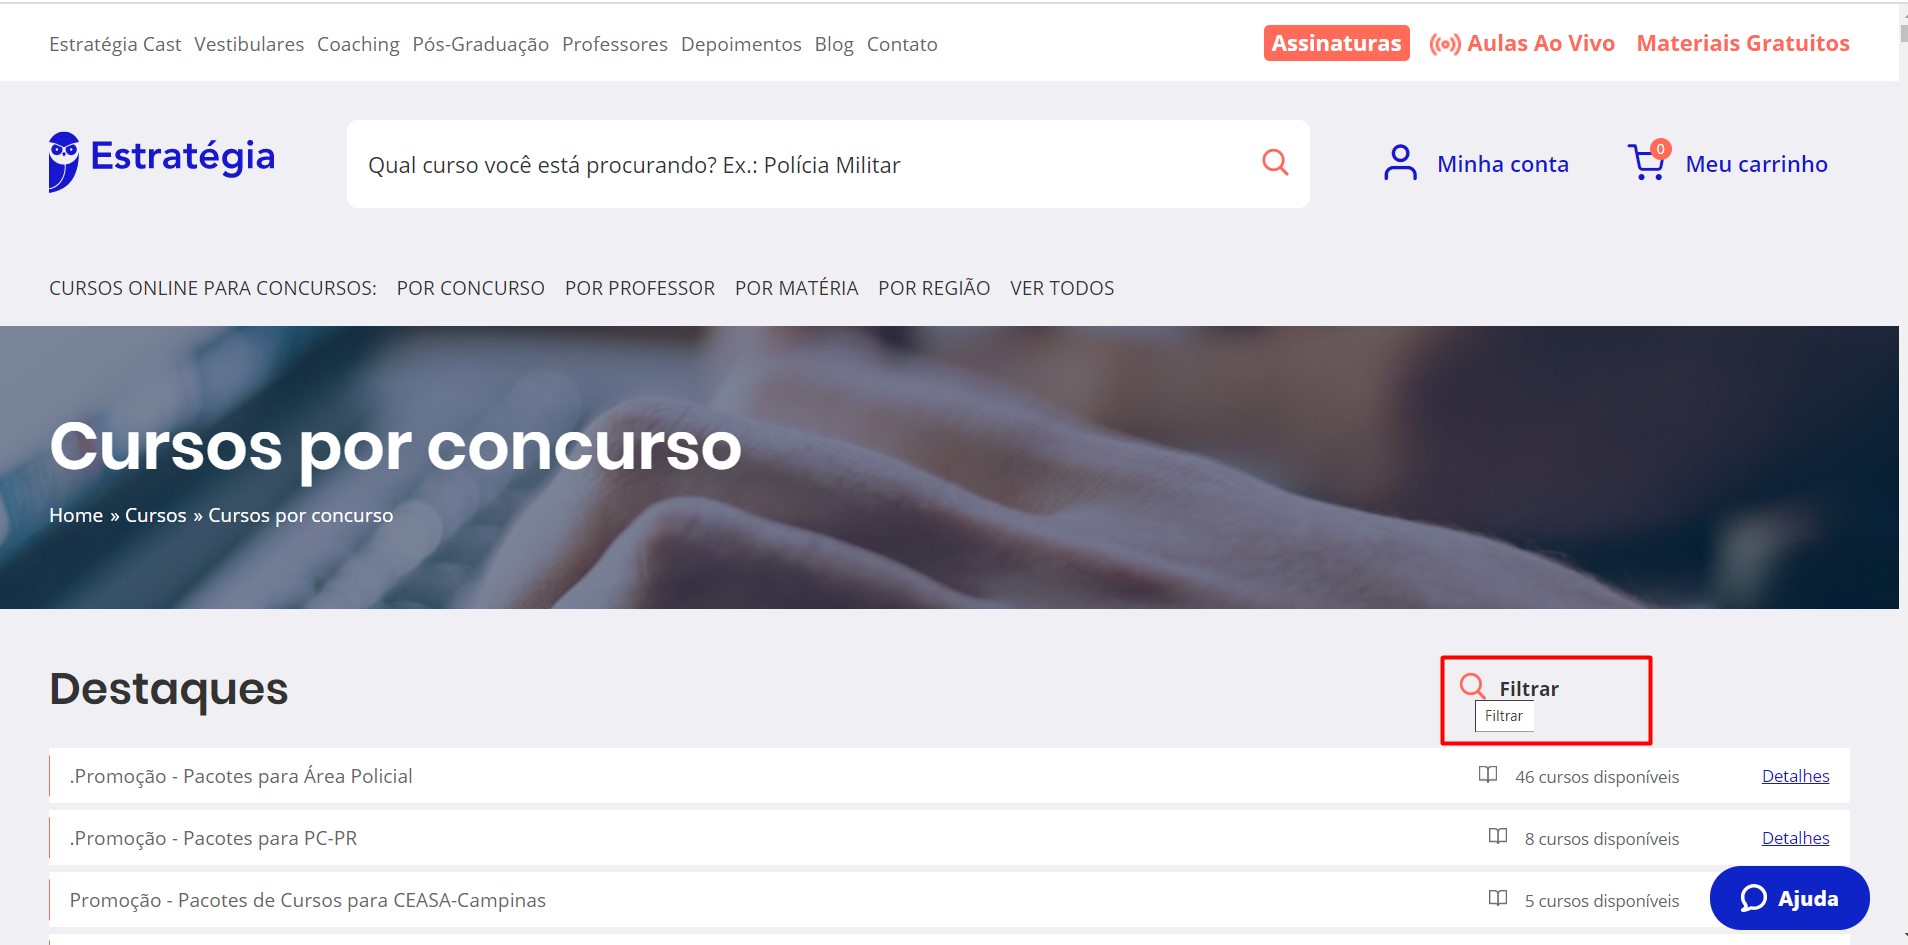 Estratégia Cast Vestibulares Coaching Pós-Graduação Professores Depoimentos Blog Contato
Assinaturas Aulas Ao Vivo Materiais Gratuitos
Estratégia
Qual curso você está procurando? Ex.: Polícia Militar
Minha conta
0
Meu carrinho
CURSOS ONLINE PARA CONCURSOS: POR CONCURSO POR PROFESSOR POR MATÉRIA POR REGIÃO VER TODOS
Cursos por concurso
Home » Cursos » Cursos por concurso
Destaques
Filtrar
Filtrar
.Promoção - Pacotes para Área Policial 46 cursos disponíveis Detalhes
.Promoção - Pacotes para PC-PR 8 cursos disponíveis Detalhes
Promoção - Pacotes de Cursos para CEASA-Campinas 5 cursos disponíveis
Ajuda